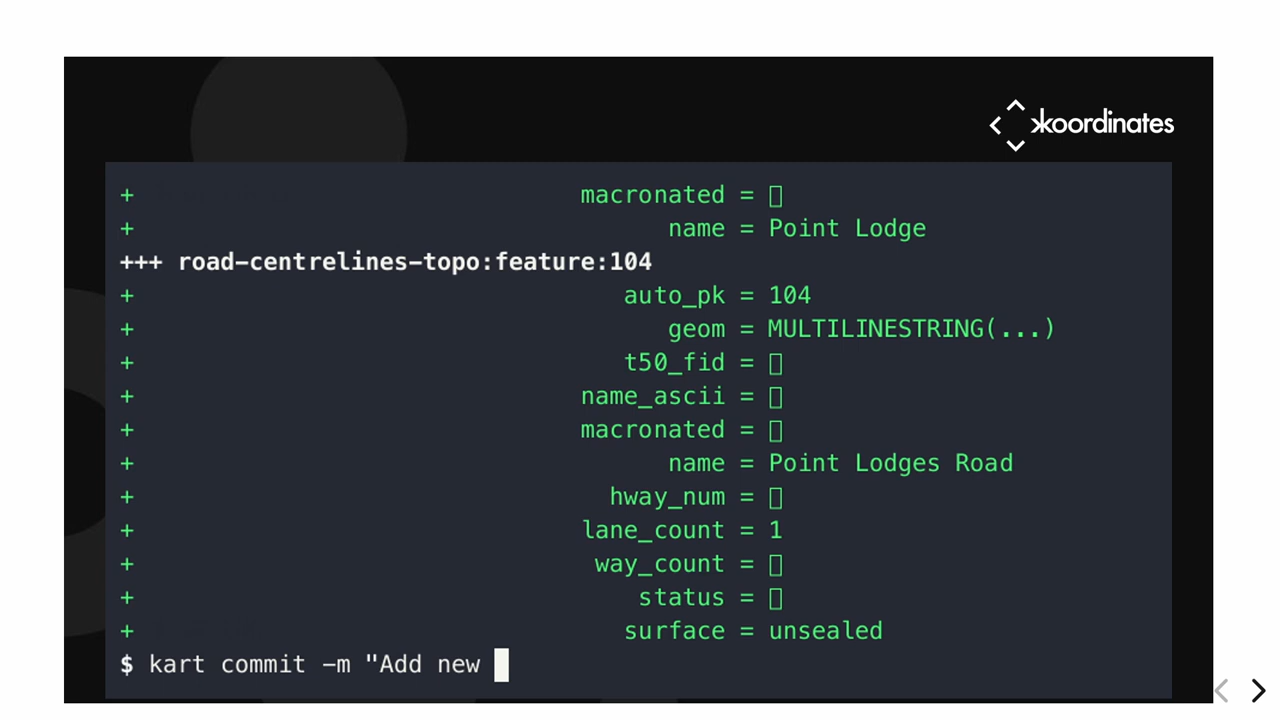 koordinates
+ macronated = ▯
+ name = Point Lodge
+++ road-centrelines-topo:feature:104
+ auto_pk = 104
+ geom = MULTILINESTRING(...)
+ t50_fid = ▯
+ name_ascii = ▯
+ macronated = ▯
+ name = Point Lodges Road
+ hway_num = ▯
+ lane_count = 1
+ way_count = ▯
+ status = ▯
+ surface = unsealed
$ kart commit -m "Add new